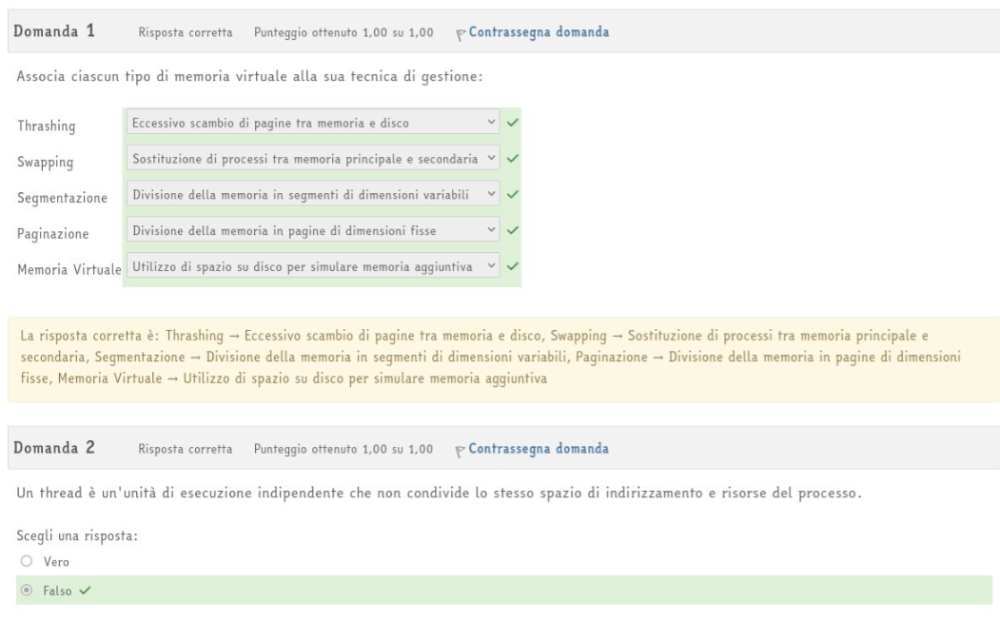 Domanda 1 Risposta corretta Punteggio ottenuto 1,00 su 1,00 Contrassegna domanda
Associa ciascun tipo di memoria virtuale alla sua tecnica di gestione:
Thrashing Eccessivo scambio di pagine tra memoria e disco
Swapping Sostituzione di processi tra memoria principale e secondaria
Segmentazione Divisione della memoria in segmenti di dimensioni variabili
Paginazione Divisione della memoria in pagine di dimensioni fisse
Memoria Virtuale Utilizzo di spazio su disco per simulare memoria aggiuntiva
La risposta corretta è: Thrashing → Eccessivo scambio di pagine tra memoria e disco, Swapping → Sostituzione di processi tra memoria principale e
secondaria, Segmentazione → Divisione della memoria in segmenti di dimensioni variabili, Paginazione → Divisione della memoria in pagine di dimensioni
fisse, Memoria Virtuale → Utilizzo di spazio su disco per simulare memoria aggiuntiva
Domanda 2 Risposta corretta Punteggio ottenuto 1,00 su 1,00 Contrassegna domanda
Un thread è un'unità di esecuzione indipendente che non condivide lo stesso spazio di indirizzamento e risorse del processo.
Scegli una risposta:
Vero
Falso